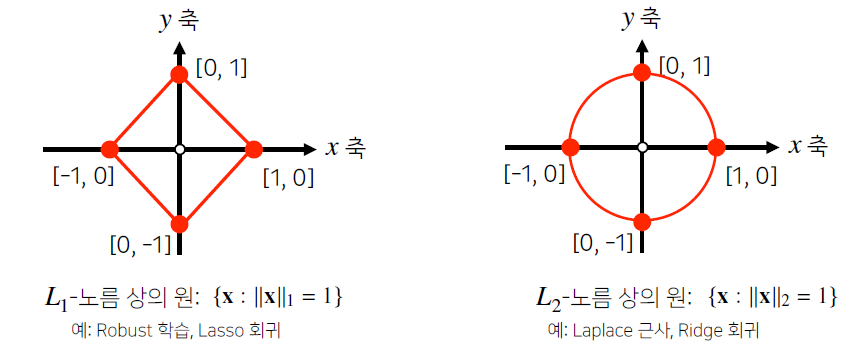 y 축
[0, 1]
x 축
[-1, 0]
[1, 0]
[0, -1]
L₁-노름 상의 원: {x : ||x||₁ = 1}
예: Robust 학습, Lasso 회귀
y 축
[0, 1]
x 축
[-1, 0]
[1, 0]
[0, -1]
L₂-노름 상의 원: {x : ||x||₂ = 1}
예: Laplace 근사, Ridge 회귀